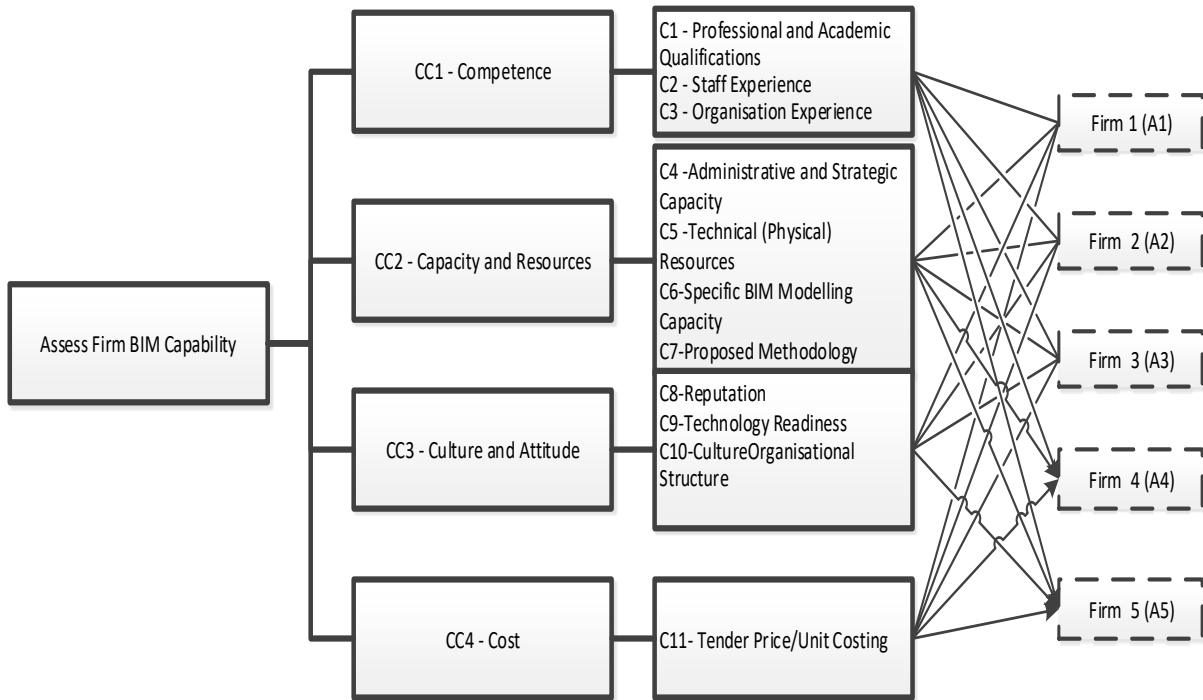 Assess Firm BIM Capability
CC1 - Competence
CC2 - Capacity and Resources
CC3 - Culture and Attitude
CC4 - Cost
C1 - Professional and Academic
Qualifications
C2 - Staff Experience
C3 - Organisation Experience
C4 -Administrative and Strategic
Capacity
C5 -Technical (Physical)
Resources
C6-Specific BIM Modelling
Capacity
C7-Proposed Methodology
C8-Reputation
C9-Technology Readiness
C10-CultureOrganisational
Structure
C11- Tender Price/Unit Costing
Firm 1 (A1)
Firm 2 (A2)
Firm 3 (A3)
Firm 4 (A4)
Firm 5 (A5)